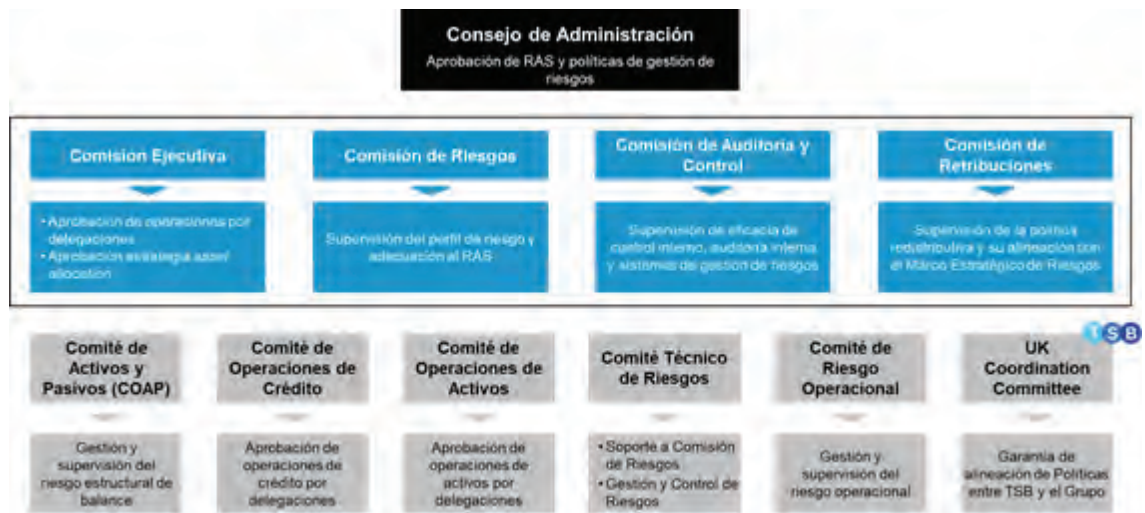 Consejo de Administración
Aprobación de RAS y políticas de gestión de
riesgos
Comision Ejecutiva
Comisión de Riesgos
Comisión de Auditoría y
Control
Comisión de
Retribuciones
• Aprobación de operaciones por
delegaciones
• Aprobación estrategia asset
allocation
Supervisión del perfil de riesgo y
adecuación al RAS
Supervisión de eficacia de
control interno, auditoría interna
y sistemas de gestión de riesgos
Supervisión de la política
redistributiva y su alineación con
el Marco Estratégico de Riesgos
TSB
Comité de
Activos y
Pasivos (COAP)
Comité de
Operaciones de
Crédito
Comité de
Operaciones de
Activos
Comité Técnico
de Riesgos
Comité de
Riesgo
Operacional
UK
Coordination
Committee
Gestión y
supervisión del
riesgo estructural de
balance
Aprobación de
operaciones de
crédito por
delegaciones
Aprobación de
operaciones de
activos por
delegaciones
• Soporte a Comisión
de Riesgos
• Gestión y Control de
Riesgos
Gestión y
supervisión del
riesgo operacional
Garantía de
alineación de Políticas
entre TSB y el Grupo